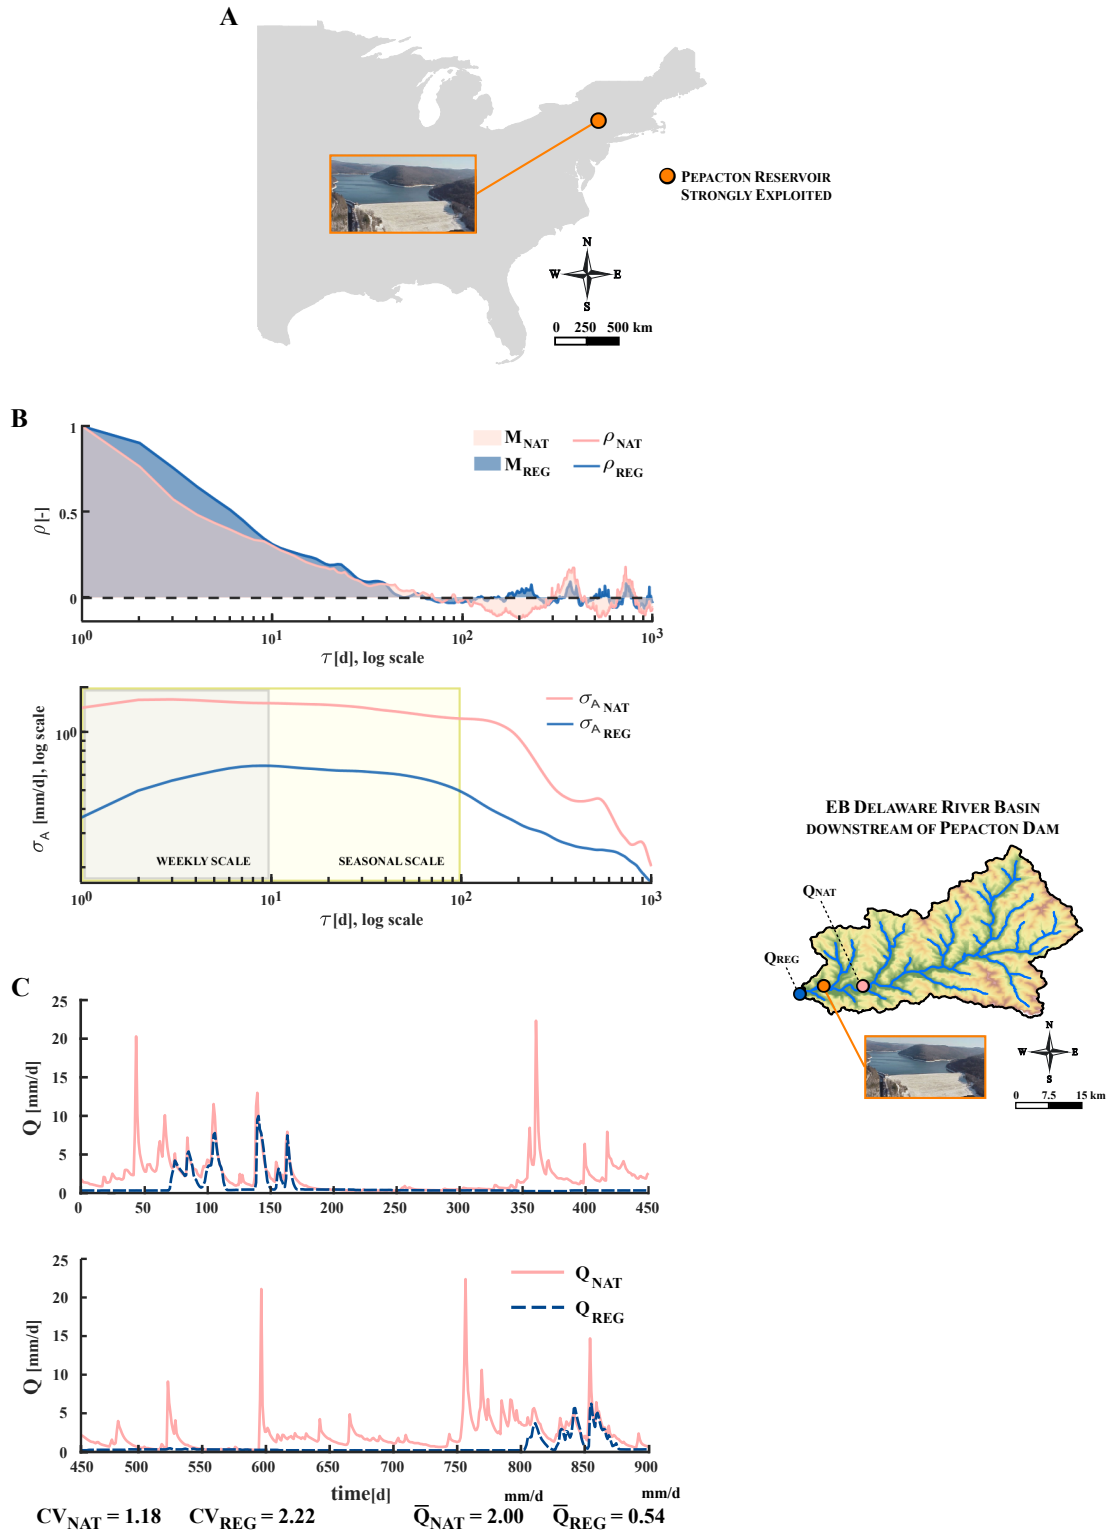 A
PEPACTON RESERVOIR
STRONGLY EXPLOITED
N
W E
S
0 250 500 km
B
1
0.5
0
ρ [-]
M_NAT ρ_NAT
M_REG ρ_REG
10^0 10^1 10^2 10^3
τ [d], log scale
σ_A [mm/d], log scale
10^0
σ_A NAT
σ_A REG
WEEKLY SCALE SEASONAL SCALE
10^0 10^1 10^2 10^3
τ [d], log scale
EB DELAWARE RIVER BASIN
DOWNSTREAM OF PEPACTON DAM
Q_NAT
Q_REG
N
W E
S
0 7.5 15 km
C
25
20
15
10
5
0
Q [mm/d]
0 50 100 150 200 250 300 350 400 450
25
20
15
10
5
0
Q [mm/d]
Q_NAT
Q_REG
450 500 550 600 650 700 750 800 850 900
time[d]
CV_NAT = 1.18 CV_REG = 2.22 Q̅_NAT = 2.00 mm/d Q̅_REG = 0.54 mm/d